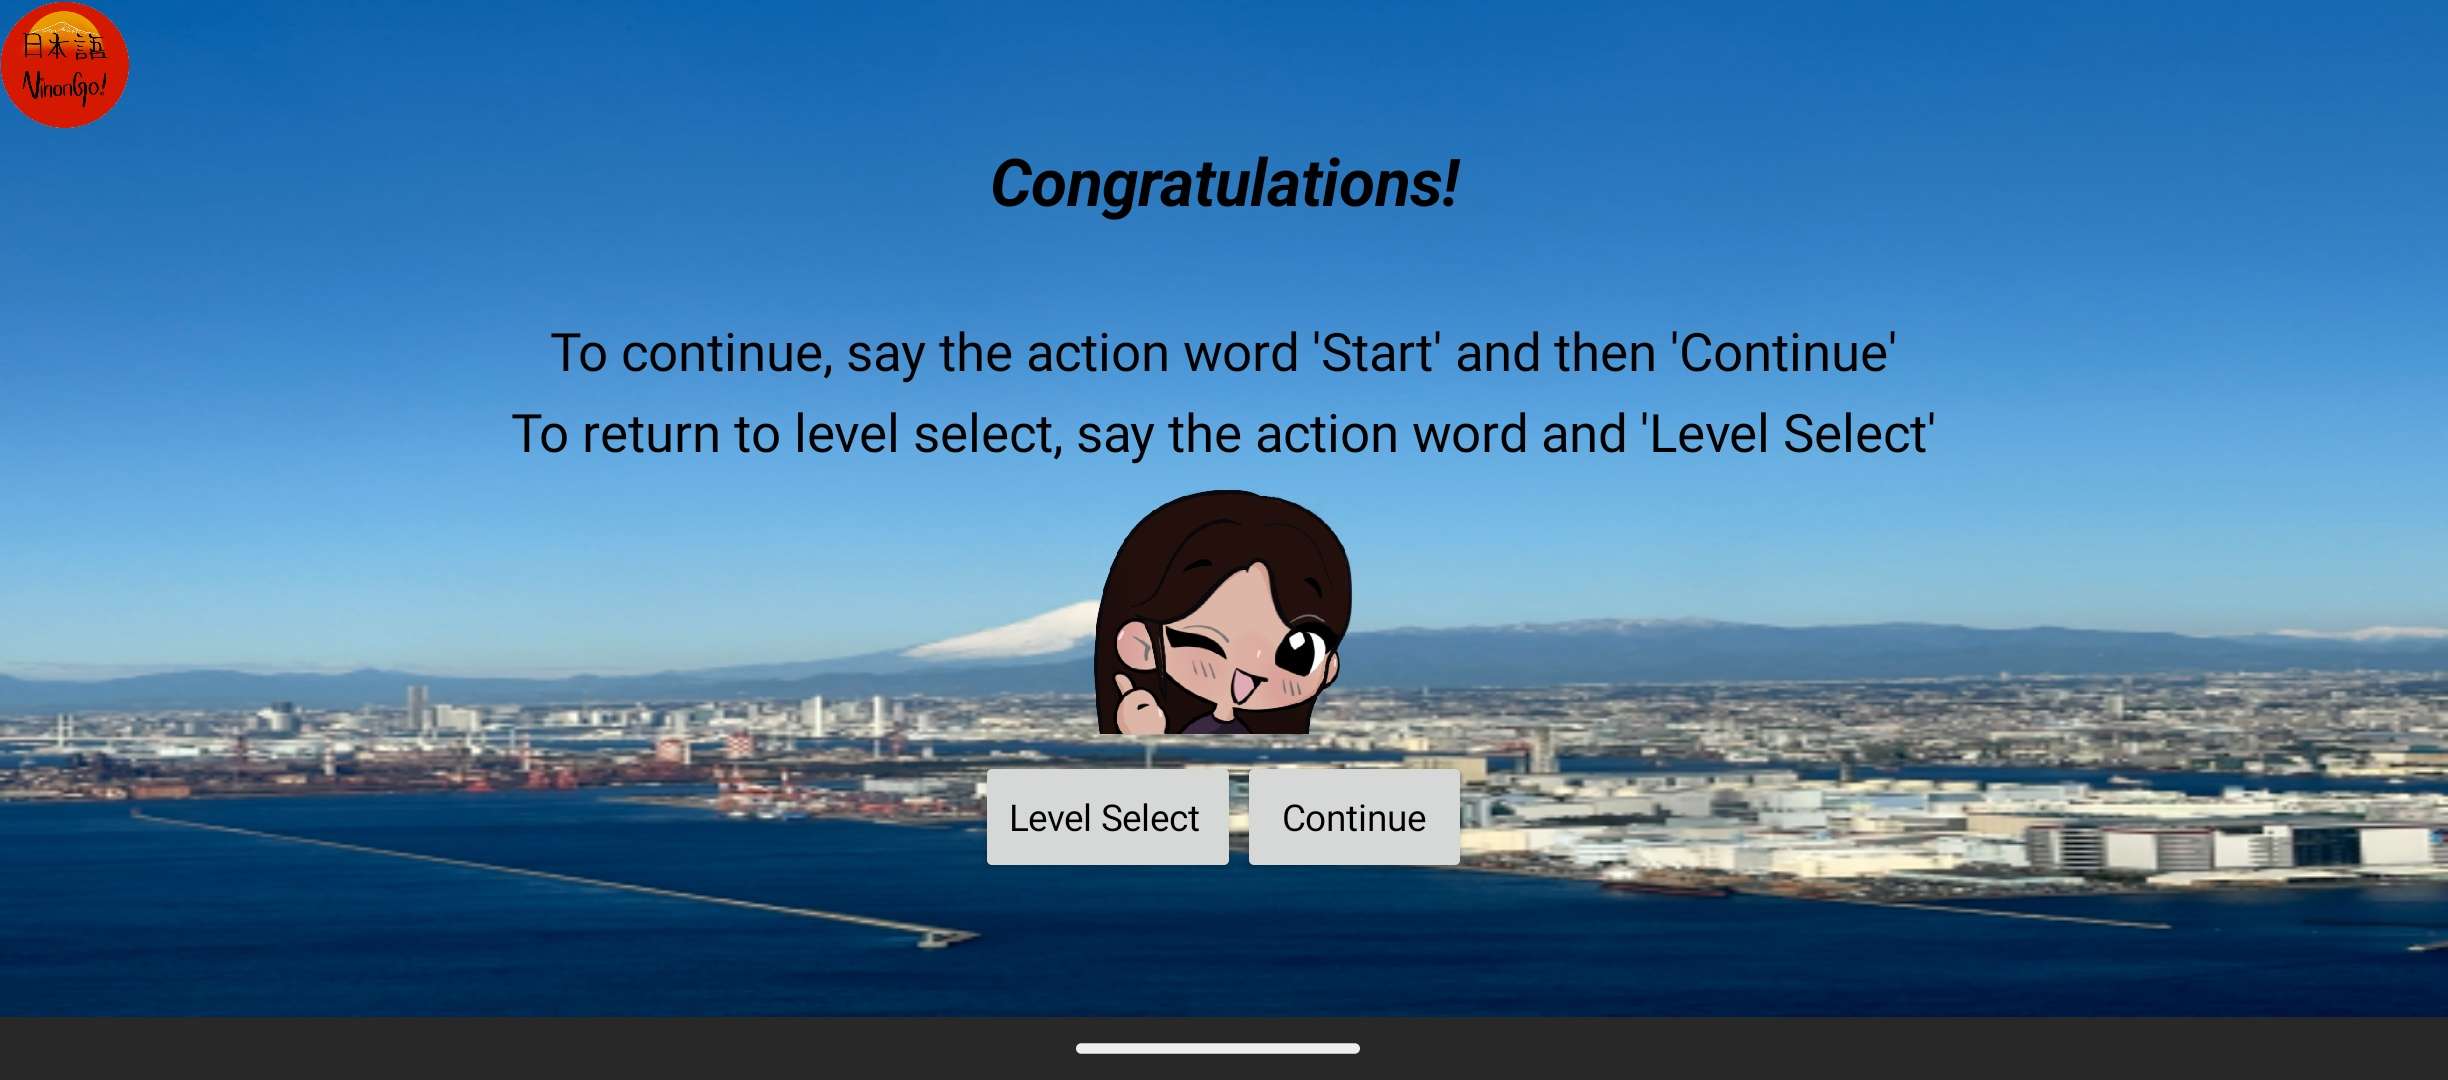 日本語
NihonGo!
Congratulations!
To continue, say the action word 'Start' and then 'Continue'
To return to level select, say the action word and 'Level Select'
Level Select
Continue